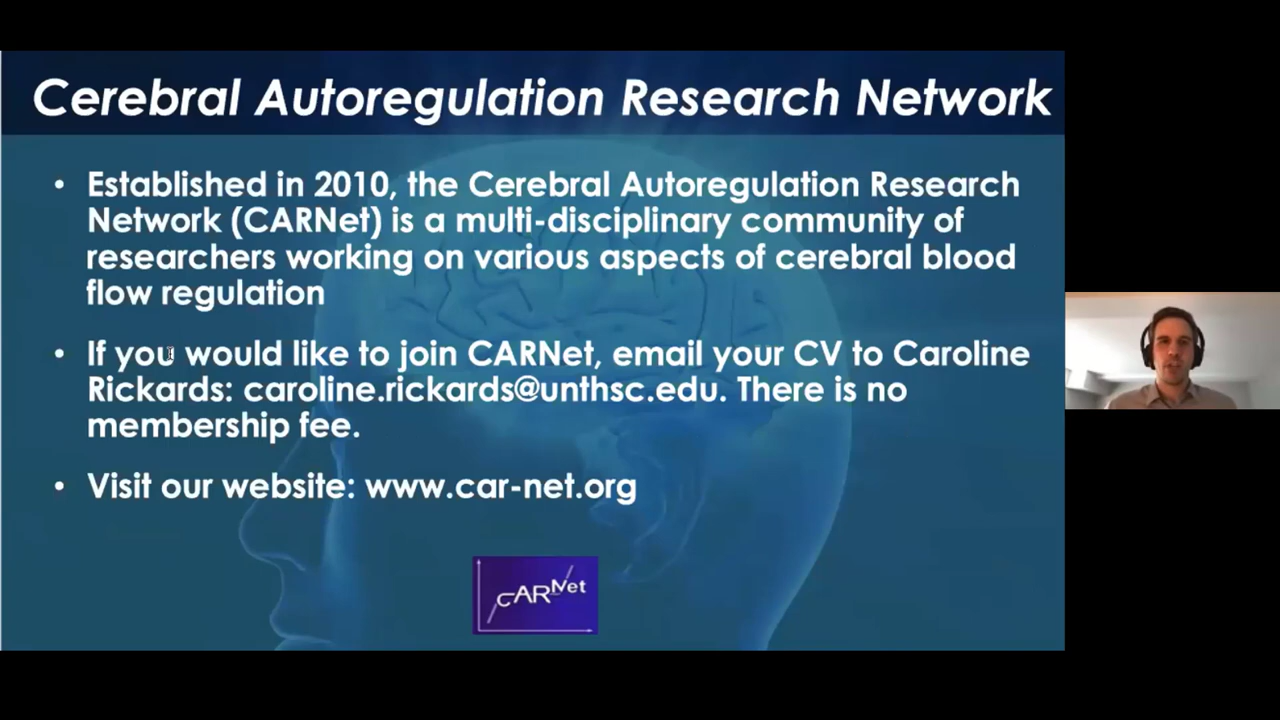 Cerebral Autoregulation Research Network
• Established in 2010, the Cerebral Autoregulation Research
Network (CARNet) is a multi-disciplinary community of
researchers working on various aspects of cerebral blood
flow regulation
• If you would like to join CARNet, email your CV to Caroline
Rickards: caroline.rickards@unthsc.edu. There is no
membership fee.
• Visit our website: www.car-net.org
CARNet